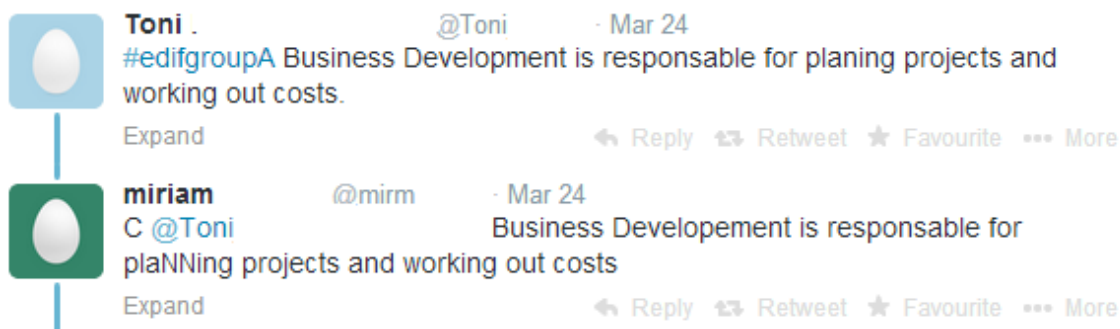 Toni . @Toni · Mar 24
#edifgroupA Business Development is responsable for planing projects and
working out costs.
Expand Reply Retweet Favourite More
miriam @mirm · Mar 24
C @Toni Business Developement is responsable for
plaNNing projects and working out costs
Expand Reply Retweet Favourite More